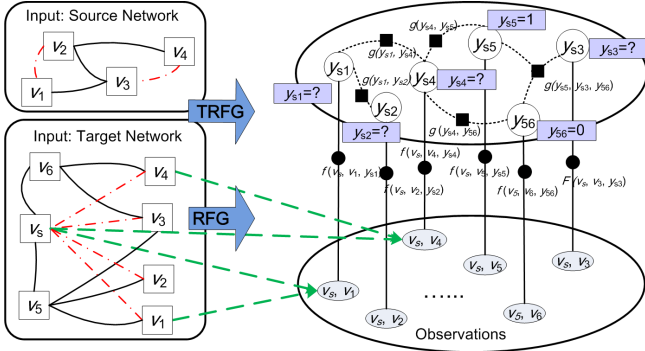 Input: Source Network
v2
v4
v1
v3
TRFG
Input: Target Network
v6
v4
vs
v3
v2
v5
v1
RFG
ys5=1
g(ys4, ys5)
g(ys1, ys4)
ys5
ys3
ys3=?
ys1
g(ys1, ys2)
ys4
ys4=?
g(ys5, ys3, y56)
ys1=?
ys2
ys2=?
g(ys4, y56)
y56
y56=0
f(vs, v1, ys1)
f(vs, v4, ys4)
f(vs, v5, ys5)
f(v5, v6, y56)
F(vs, v3, ys3)
f(vs, v2, ys2)
vs, v4
vs, v5
vs, v3
vs, v1
......
vs, v2
v5, v6
Observations